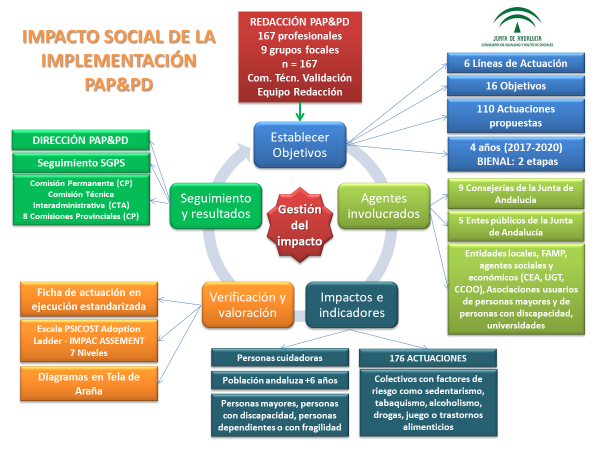 IMPACTO SOCIAL DE LA
IMPLEMENTACIÓN
PAP&PD
REDACCIÓN PAP&PD
167 profesionales
9 grupos focales
n = 167
Com. Técn. Validación
Equipo Redacción
JUNTA DE ANDALUCIA
CONSEJERÍA DE IGUALDAD Y POLÍTICAS SOCIALES
6 Líneas de Actuación
16 Objetivos
110 Actuaciones
propuestas
4 años (2017-2020)
BIENAL: 2 etapas
Establecer
Objetivos
DIRECCIÓN PAP&PD
Seguimiento SGPS
Comisión Permanente (CP)
Comisión Técnica
Interadministrativa (CTA)
8 Comisiones Provinciales (CP)
Seguimiento
y resultados
Gestión
del
impacto
Agentes
involucrados
9 Consejerías de la Junta de
Andalucía
5 Entes públicos de la Junta de
Andalucía
Entidades locales, FAMP,
agentes sociales y
económicos (CEA, UGT,
CCOO), Asociaciones usuarios
de personas mayores y de
personas con discapacidad,
universidades
Verificación y
valoración
Impactos e
indicadores
Ficha de actuación en
ejecución estandarizada
Escala PSICOST Adoption
Ladder - IMPAC ASSEMENT
7 Niveles
Diagramas en Tela de
Araña
Personas cuidadoras
Población andaluza +6 años
Personas mayores, personas
con discapacidad, personas
dependientes o con fragilidad
176 ACTUACIONES
Colectivos con factores de
riesgo como sedentarismo,
tabaquismo, alcoholismo,
drogas, juego o trastornos
alimenticios